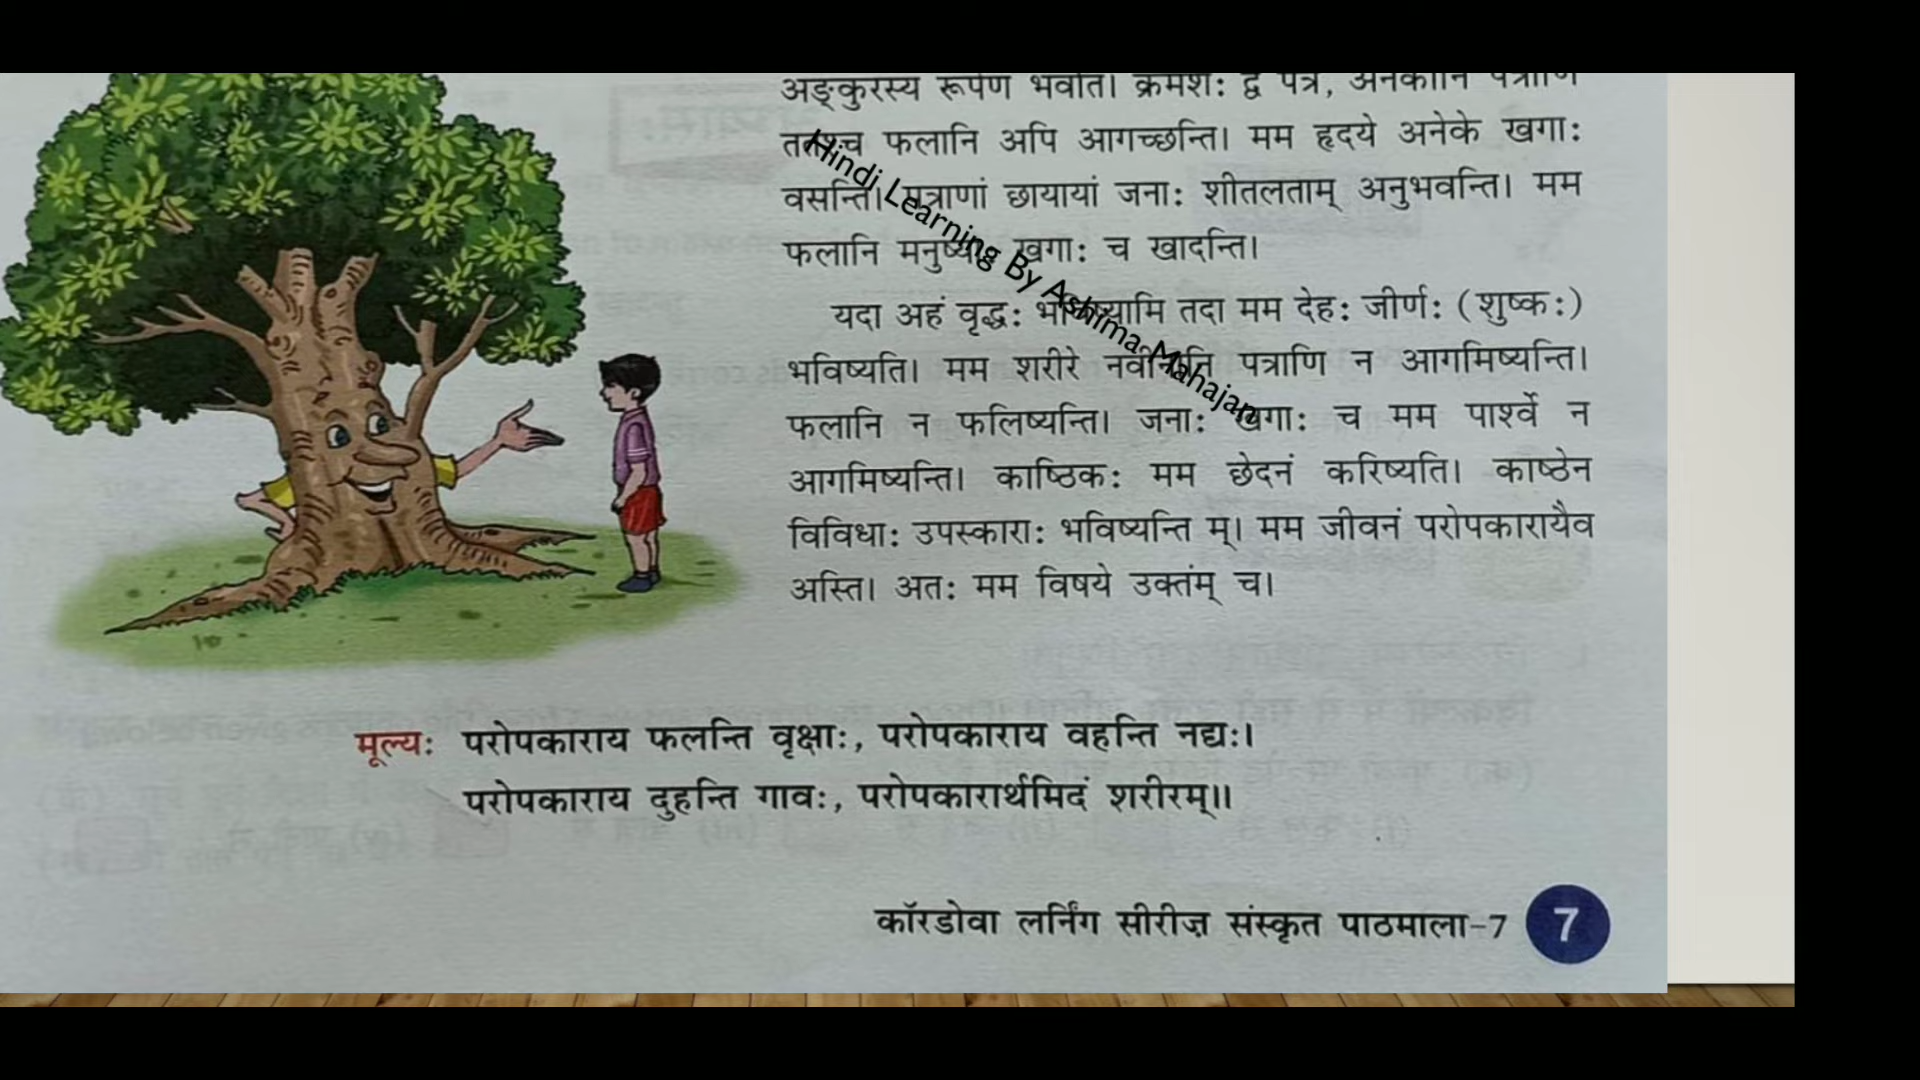 अङ्कुरस्य रूपेण भवति। क्रमशः द्वे पत्रे, अनेकानि पत्राणि
ततश्च फलानि अपि आगच्छन्ति। मम हृदये अनेके खगाः
वसन्ति। पत्राणां छायायां जनाः शीतलताम् अनुभवन्ति। मम
फलानि मनुष्याः खगाः च खादन्ति।
यदा अहं वृद्धः भविष्यामि तदा मम देहः जीर्णः (शुष्कः)
भविष्यति। मम शरीरे नवीनानि पत्राणि न आगमिष्यन्ति।
फलानि न फलिष्यन्ति। जनाः खगाः च मम पार्श्वे न
आगमिष्यन्ति। काष्ठिकः मम छेदनं करिष्यति। काष्ठेन
विविधाः उपस्काराः भविष्यन्ति म्। मम जीवनं परोपकारायैव
अस्ति। अतः मम विषये उक्तंम् च।
Hindi Learning By Ashima Mahajan
मूल्यः परोपकाराय फलन्ति वृक्षाः, परोपकाराय वहन्ति नद्यः।
परोपकाराय दुहन्ति गावः, परोपकारार्थमिदं शरीरम्॥
कॉरडोवा लर्निंग सीरीज़ संस्कृत पाठमाला-7 7